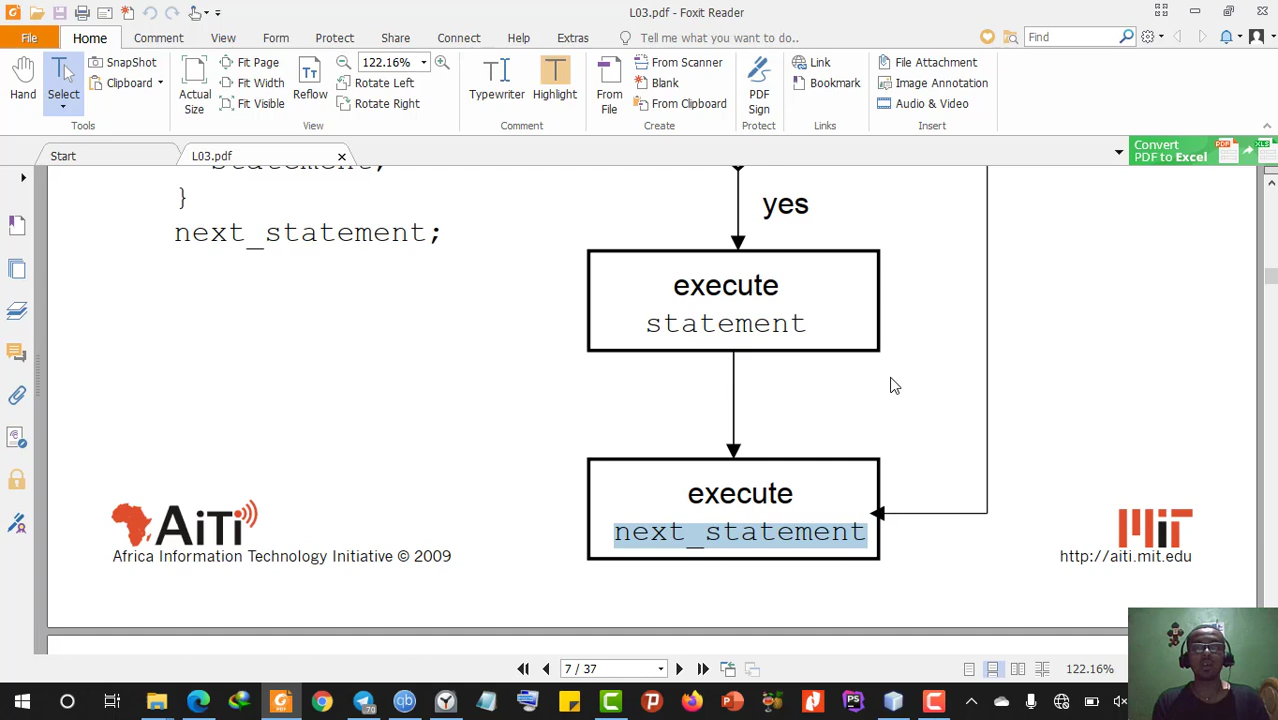 L03.pdf - Foxit Reader
File Home Comment View Form Protect Share Connect Help Extras Tell me what you want to do.. Find
Hand
Select
SnapShot
Clipboard
Tools
Actual
Size
Fit Page
Fit Width
Fit Visible
Reflow
122.16%
Rotate Left
Rotate Right
View
Typewriter
Highlight
Comment
From
File
From Scanner
Blank
From Clipboard
Create
PDF
Sign
Protect
Link
Bookmark
Links
File Attachment
Image Annotation
Audio & Video
Insert
Start
L03.pdf
Convert
PDF to Excel
}
next_statement;
yes
execute
statement
execute
next_statement
AiTi
Africa Information Technology Initiative © 2009
MIT
http://aiti.mit.edu
7 / 37
122.16%
70
qb
PS